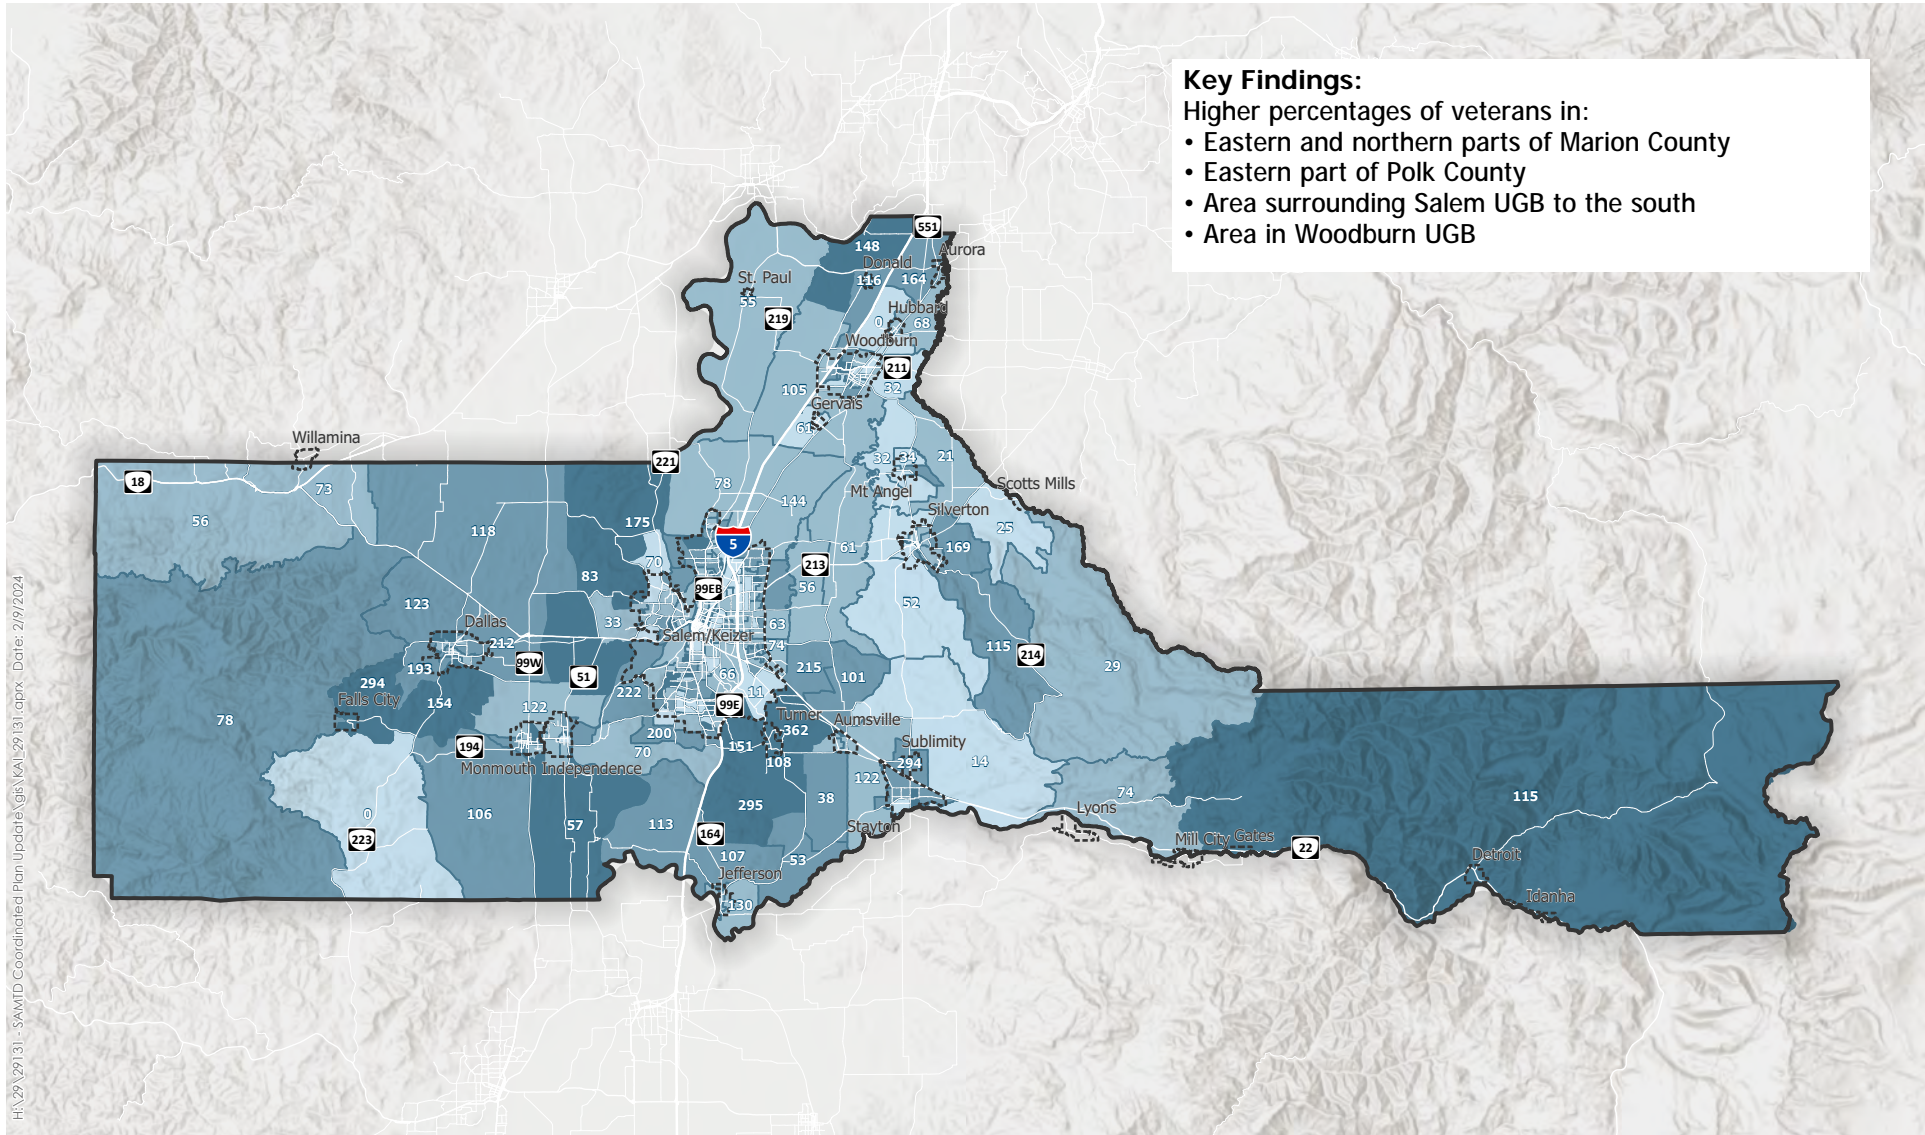 Key Findings:
Higher percentages of veterans in:
• Eastern and northern parts of Marion County
• Eastern part of Polk County
• Area surrounding Salem UGB to the south
• Area in Woodburn UGB
551
148
Aurora
Donald
St. Paul
116
164
55
Hubbard
219
0
68
Woodburn
211
105
32
Gervais
61
Willamina
221
32
34
21
18
73
78
Mt Angel
Scotts Mills
144
Silverton
56
175
25
118
5
61
169
70
213
83
99EB
56
52
123
33
Dallas
63
212
Salem/Keizer
74
115
214
99W
193
215
29
51
66
101
294
222
11
Falls City
154
122
99E
78
Turner
Aumsville
362
200
194
70
151
Sublimity
Monmouth
Independence
108
294
14
122
74
115
295
38
0
106
57
113
Lyons
223
164
Stayton
Mill City
Gates
22
107
53
Detroit
Jefferson
130
Idanha
H:\29\29131 - SAMTD Coordinated Plan Update\gis\KAI_29131.aprx Date: 2/9/2024